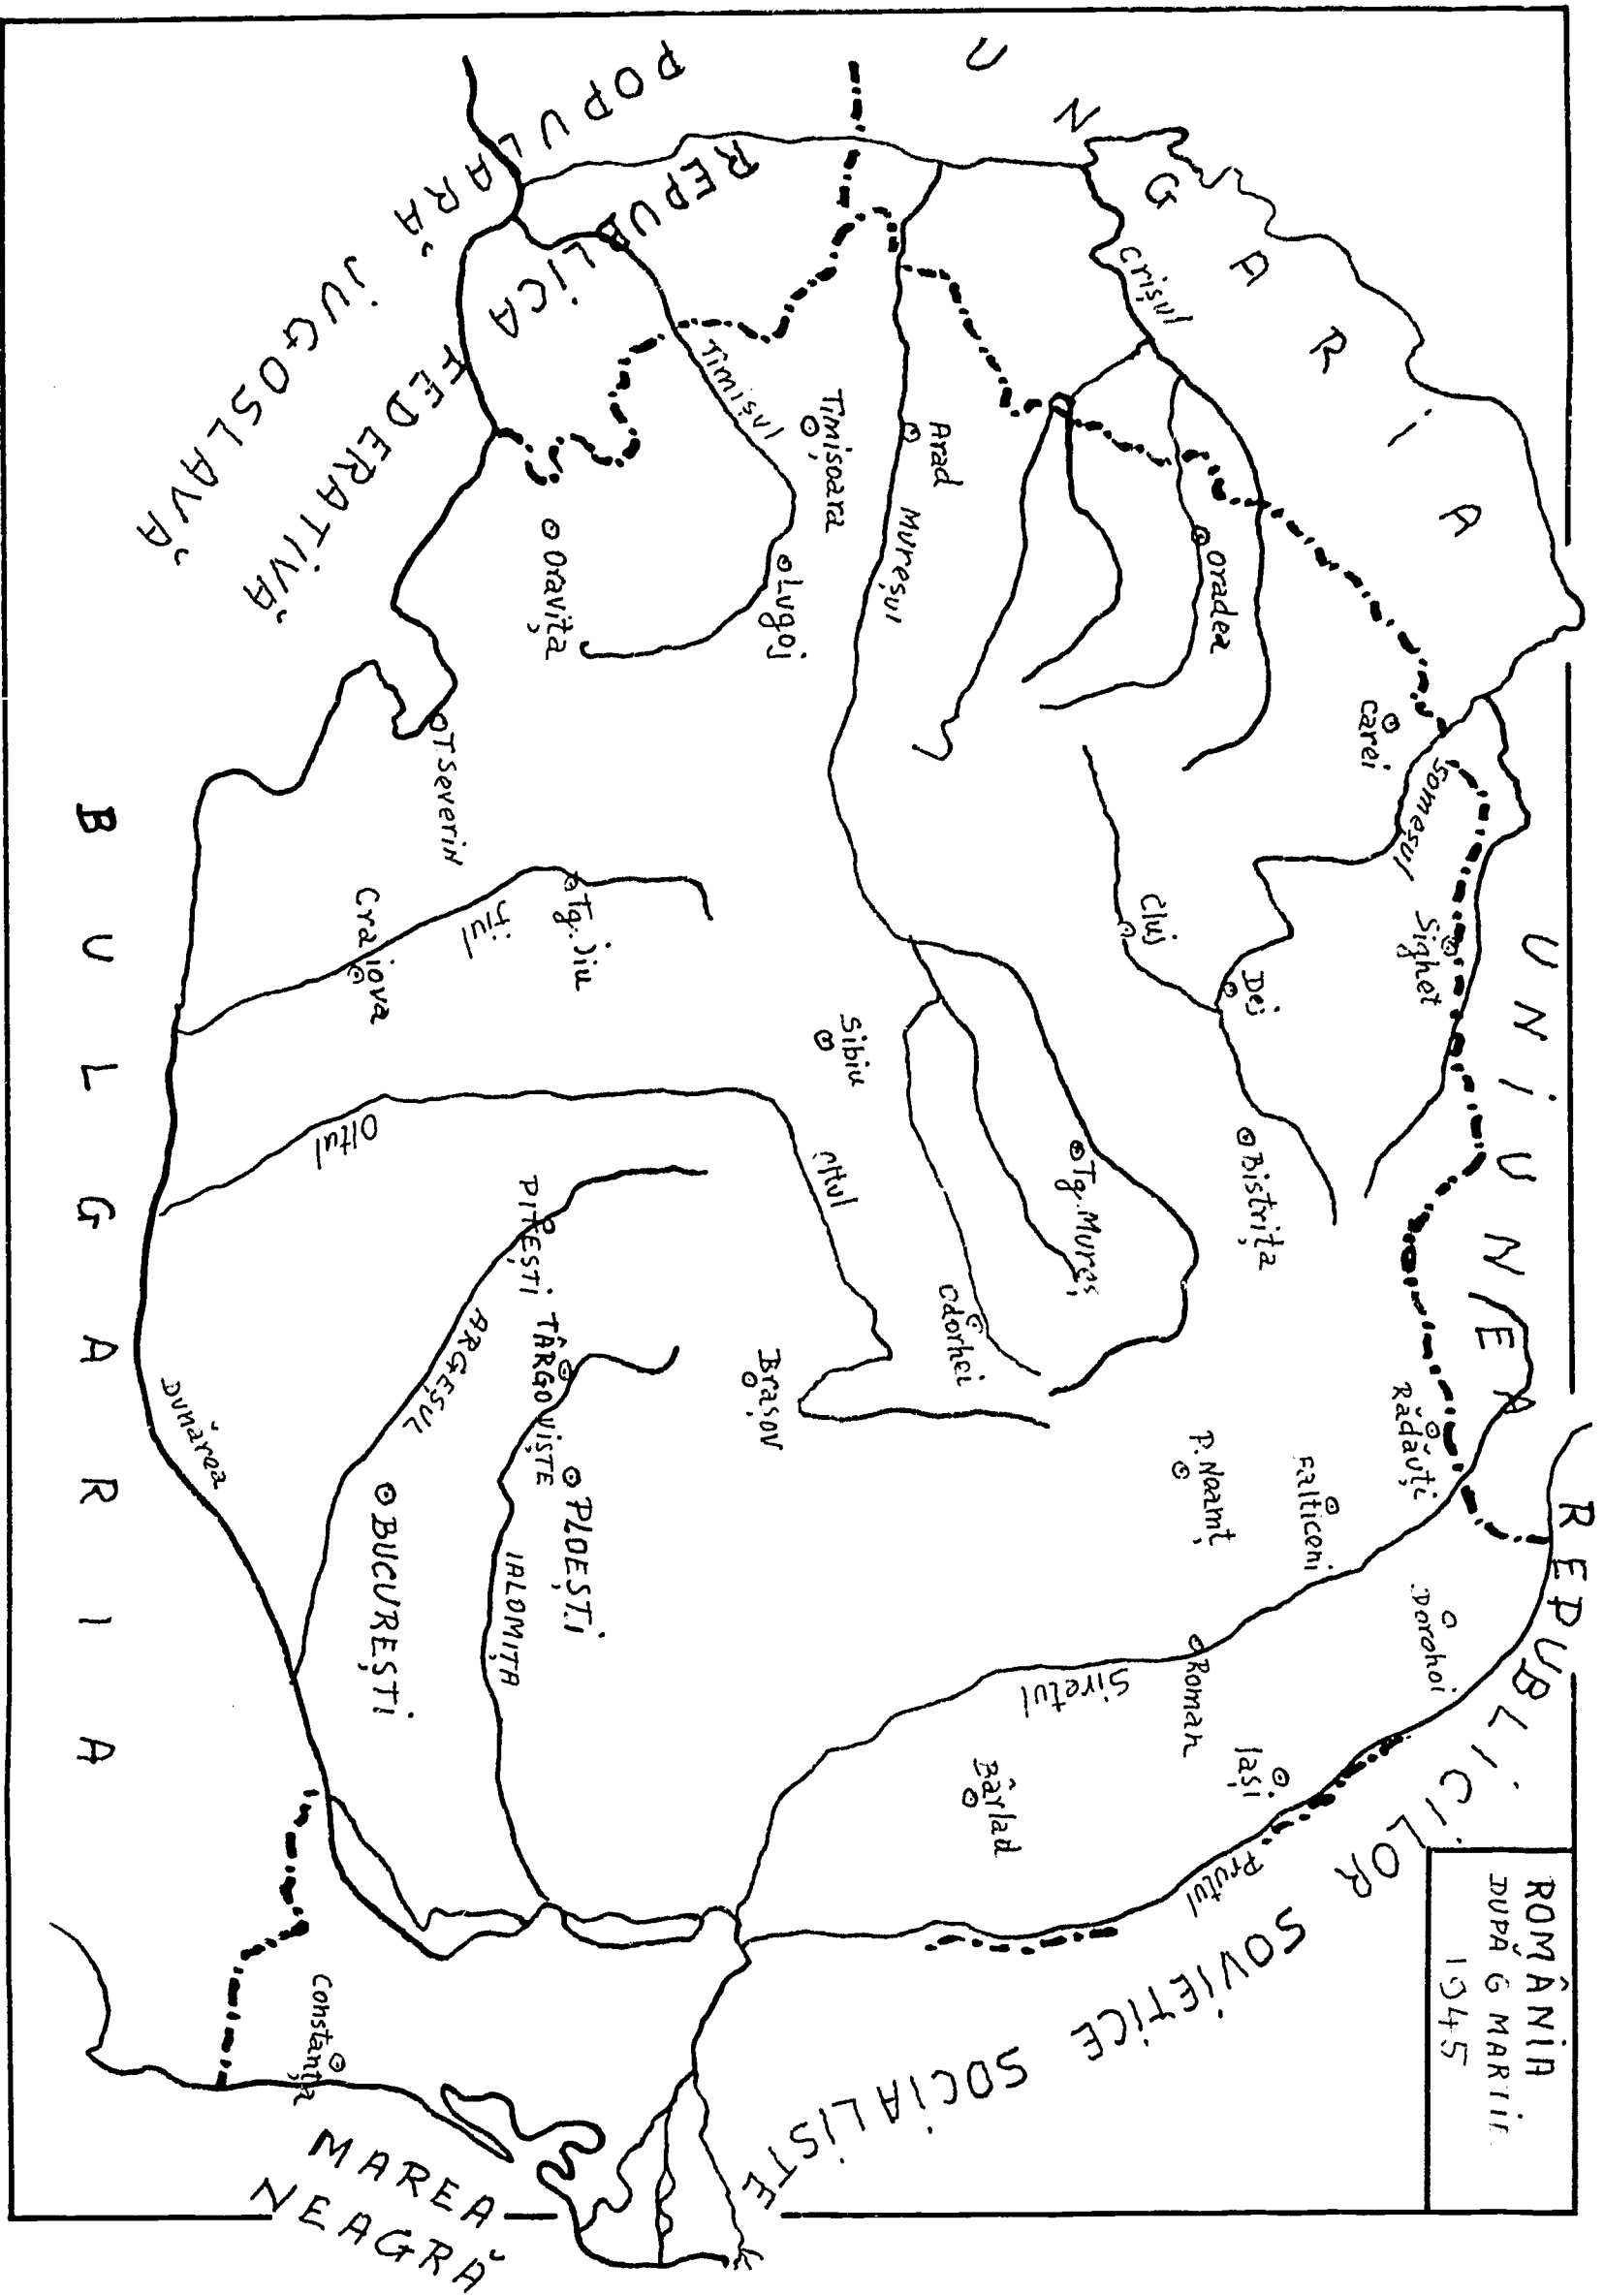 ROMÂNIA
DUPĂ 6 MARTIE
1945
UNGARIA
UNIUNEA
REPUBLICILOR
SOVIETICE SOCIALISTE
REPUBLICA
POPULARĂ
FEDERATIVĂ
JUGOSLAVĂ
BULGARIA
MAREA
NEAGRĂ
Crișul
Carei
Someșul
Sighet
Rădăuți
Dorohoi
Oradea
Cluj
Dej
Bistrița
P. Neamț
Falticeni
Roman
Iași
Arad
Mureșul
Tg. Mureș
Odorhei
Siretul
Bârlad
Prutul
Timișoara
Timișul
Lugoj
Sibiu
Brașov
Oravița
T. Severin
Tg. Jiu
Jiul
Craiova
Oltul
PITEȘTI
TÂRGOVIȘTE
PLOEȘTI
ARGEȘUL
IALOMIȚA
BUCUREȘTI
Dunărea
Constanța